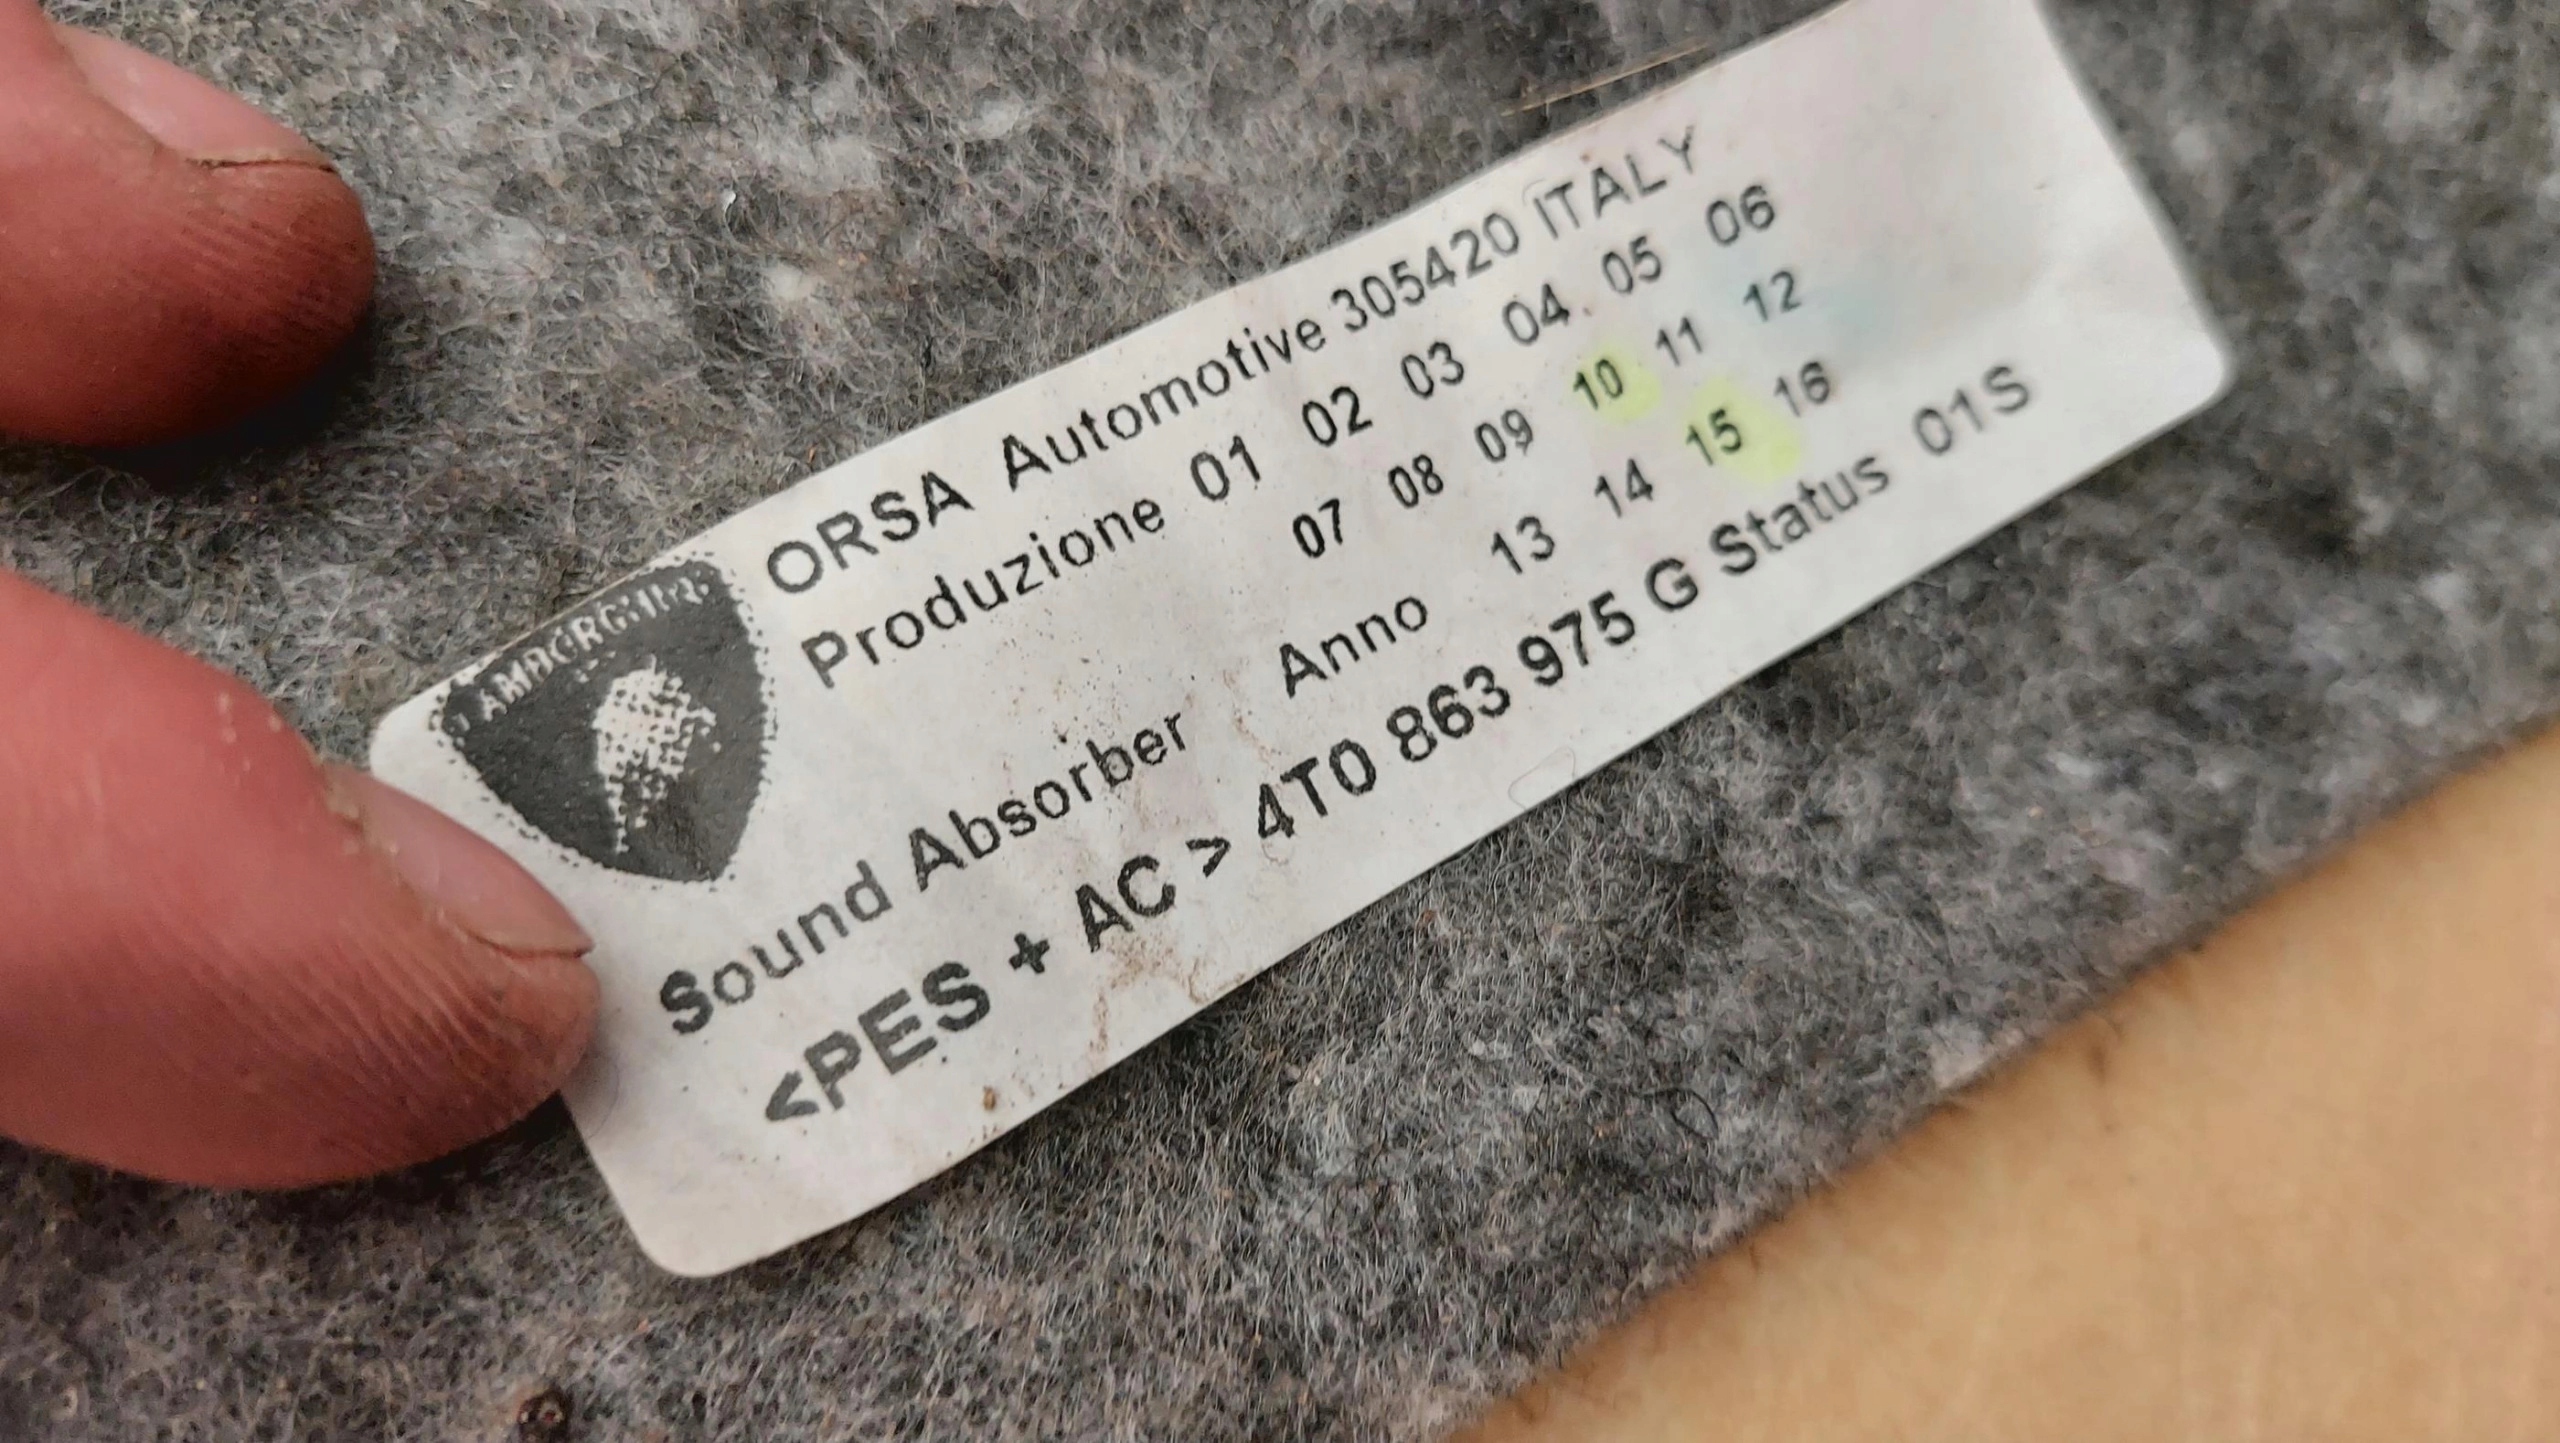 LAMBORGHINI
ORSA Automotive 305420 ITALY
Produzione 01 02 03 04 05 06
07 08 09 10 11 12
Sound Absorber Anno 13 14 15 16
<PES + AC > 4T0 863 975 G Status 01S